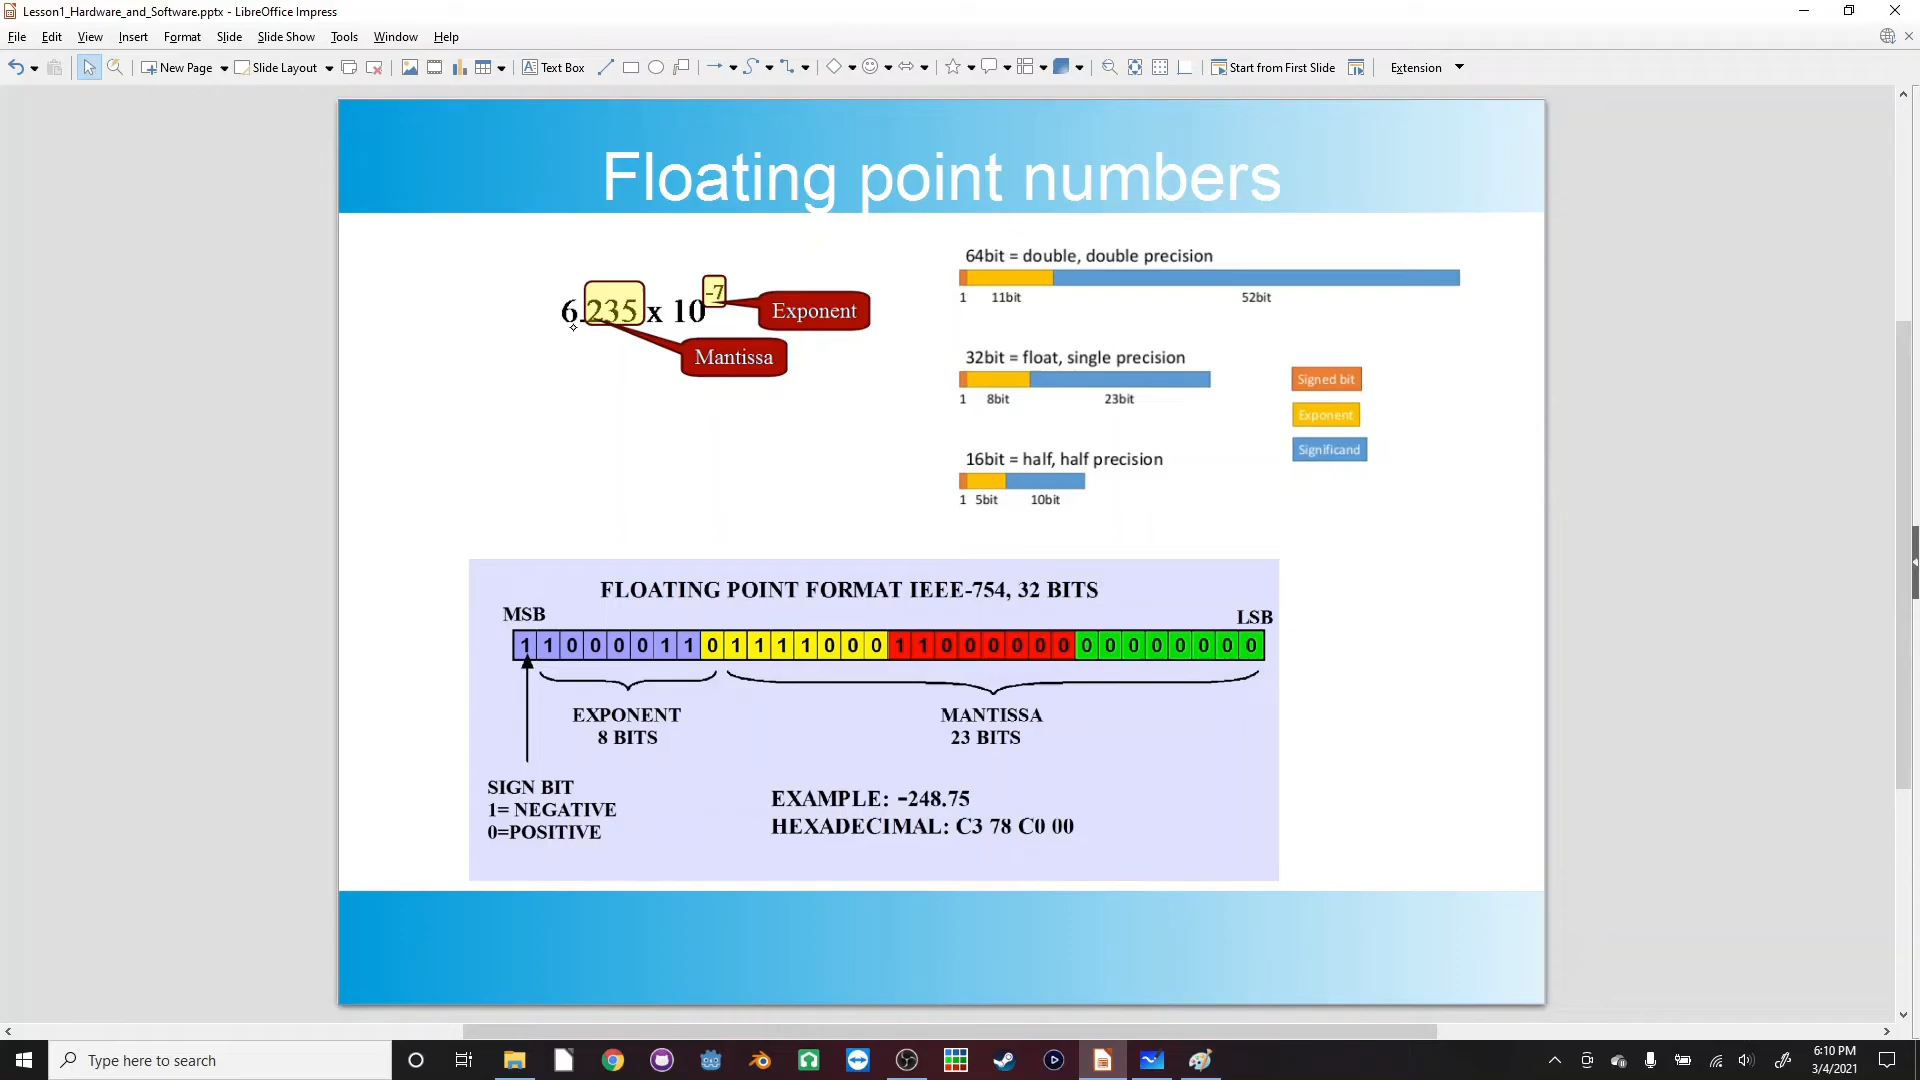 Lesson1_Hardware_and_Software.pptx - LibreOffice Impress
File Edit View Insert Format Slide Slide Show Tools Window Help
New Page Slide Layout Text Box Start from First Slide Extension
Floating point numbers
6.235 x 10-7
Exponent
Mantissa
64bit = double, double precision
1 11bit 52bit
32bit = float, single precision
1 8bit 23bit
16bit = half, half precision
1 5bit 10bit
Signed bit
Exponent
Significand
FLOATING POINT FORMAT IEEE-754, 32 BITS
MSB LSB
1 1 0 0 0 0 1 1 0 1 1 1 1 0 0 0 1 1 0 0 0 0 0 0 0 0 0 0 0 0 0 0
EXPONENT
8 BITS
MANTISSA
23 BITS
SIGN BIT
1= NEGATIVE
0=POSITIVE
EXAMPLE: -248.75
HEXADECIMAL: C3 78 C0 00
Type here to search
6:10 PM
3/4/2021